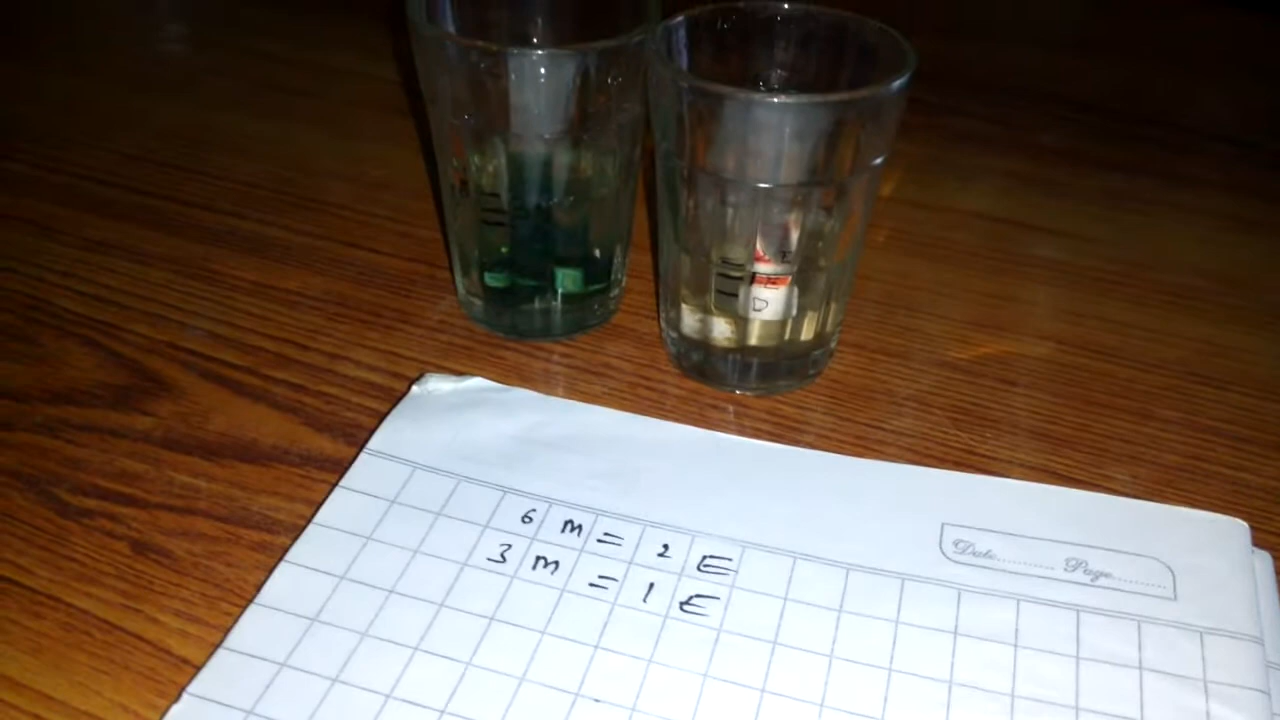 E
D
6 m = 2 E
3 m = 1 E
Date.......... Page..........